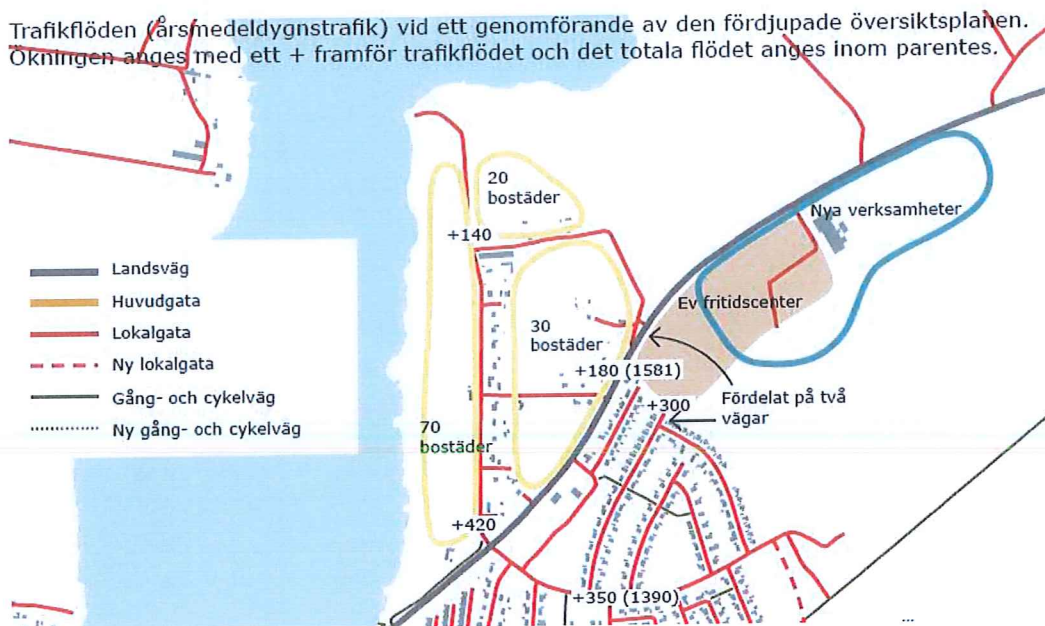 Trafikflöden (årsmedeldygnstrafik) vid ett genomförande av den fördjupade översiktsplanen.
Ökningen anges med ett + framför trafikflödet och det totala flödet anges inom parentes.
20
bostäder
Nya verksamheter
+140
Landsväg
Huvudgata
Lokalgata
Ny lokalgata
Gång- och cykelväg
Ny gång- och cykelväg
Ev fritidscenter
30
bostäder
+180 (1581)
Fördelat på två
vägar
+300
70
bostäder
+420
+350 (1390)
...